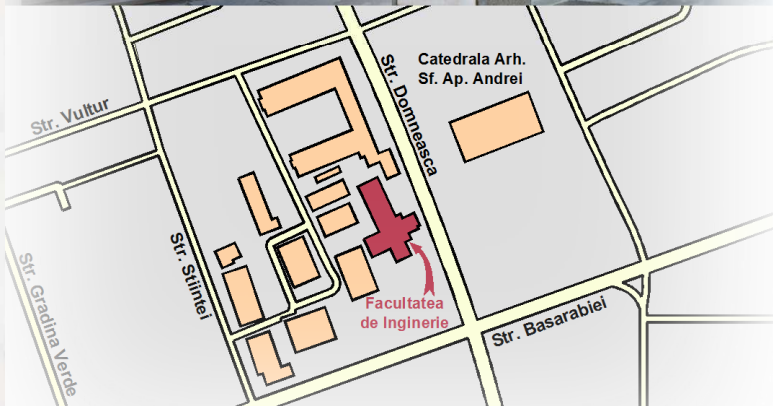 Catedrala Arh.
Sf. Ap. Andrei
Str. Domneasca
Str. Vultur
Str. Stiintei
Str. Gradina Verde
Facultatea
de Inginerie
Str. Basarabiei